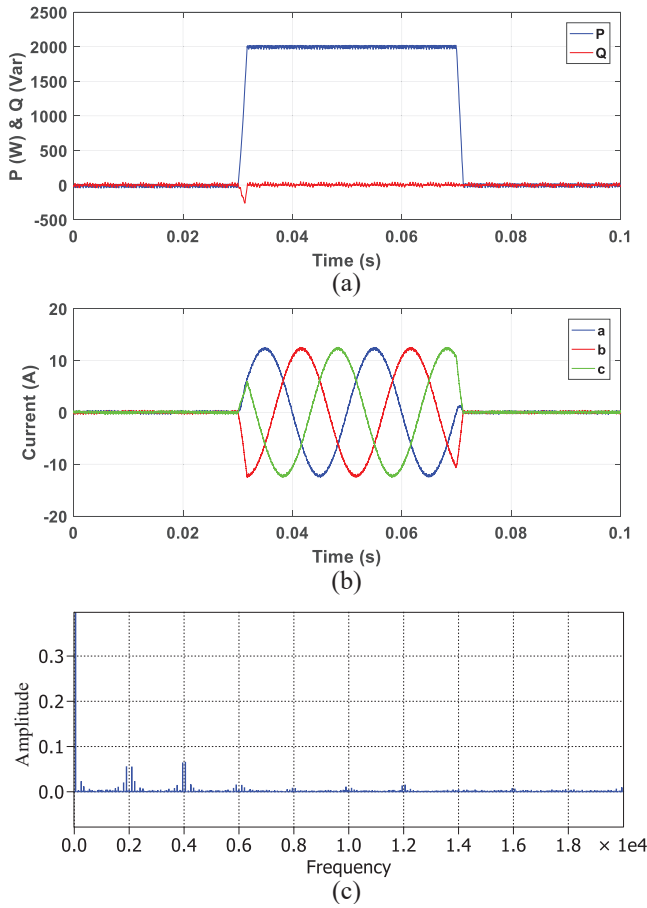 P (W) & Q (Var)
2500
2000
1500
1000
500
0
-500
P
Q
0 0.02 0.04 0.06 0.08 0.1
Time (s)
(a)
Current (A)
20
10
0
-10
-20
a
b
c
0 0.02 0.04 0.06 0.08 0.1
Time (s)
(b)
Amplitude
0.3
0.2
0.1
0.0
0.0 0.2 0.4 0.6 0.8 1.0 1.2 1.4 1.6 1.8 × 1e4
Frequency
(c)